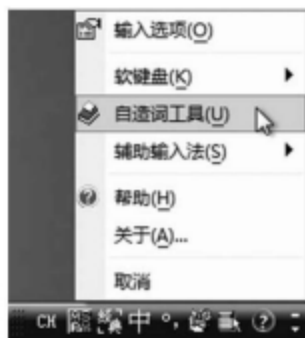 输入选项(O)
软键盘(K)
自造词工具(U)
辅助输入法(S)
帮助(H)
关于(A)...
取消
CH 中 °,